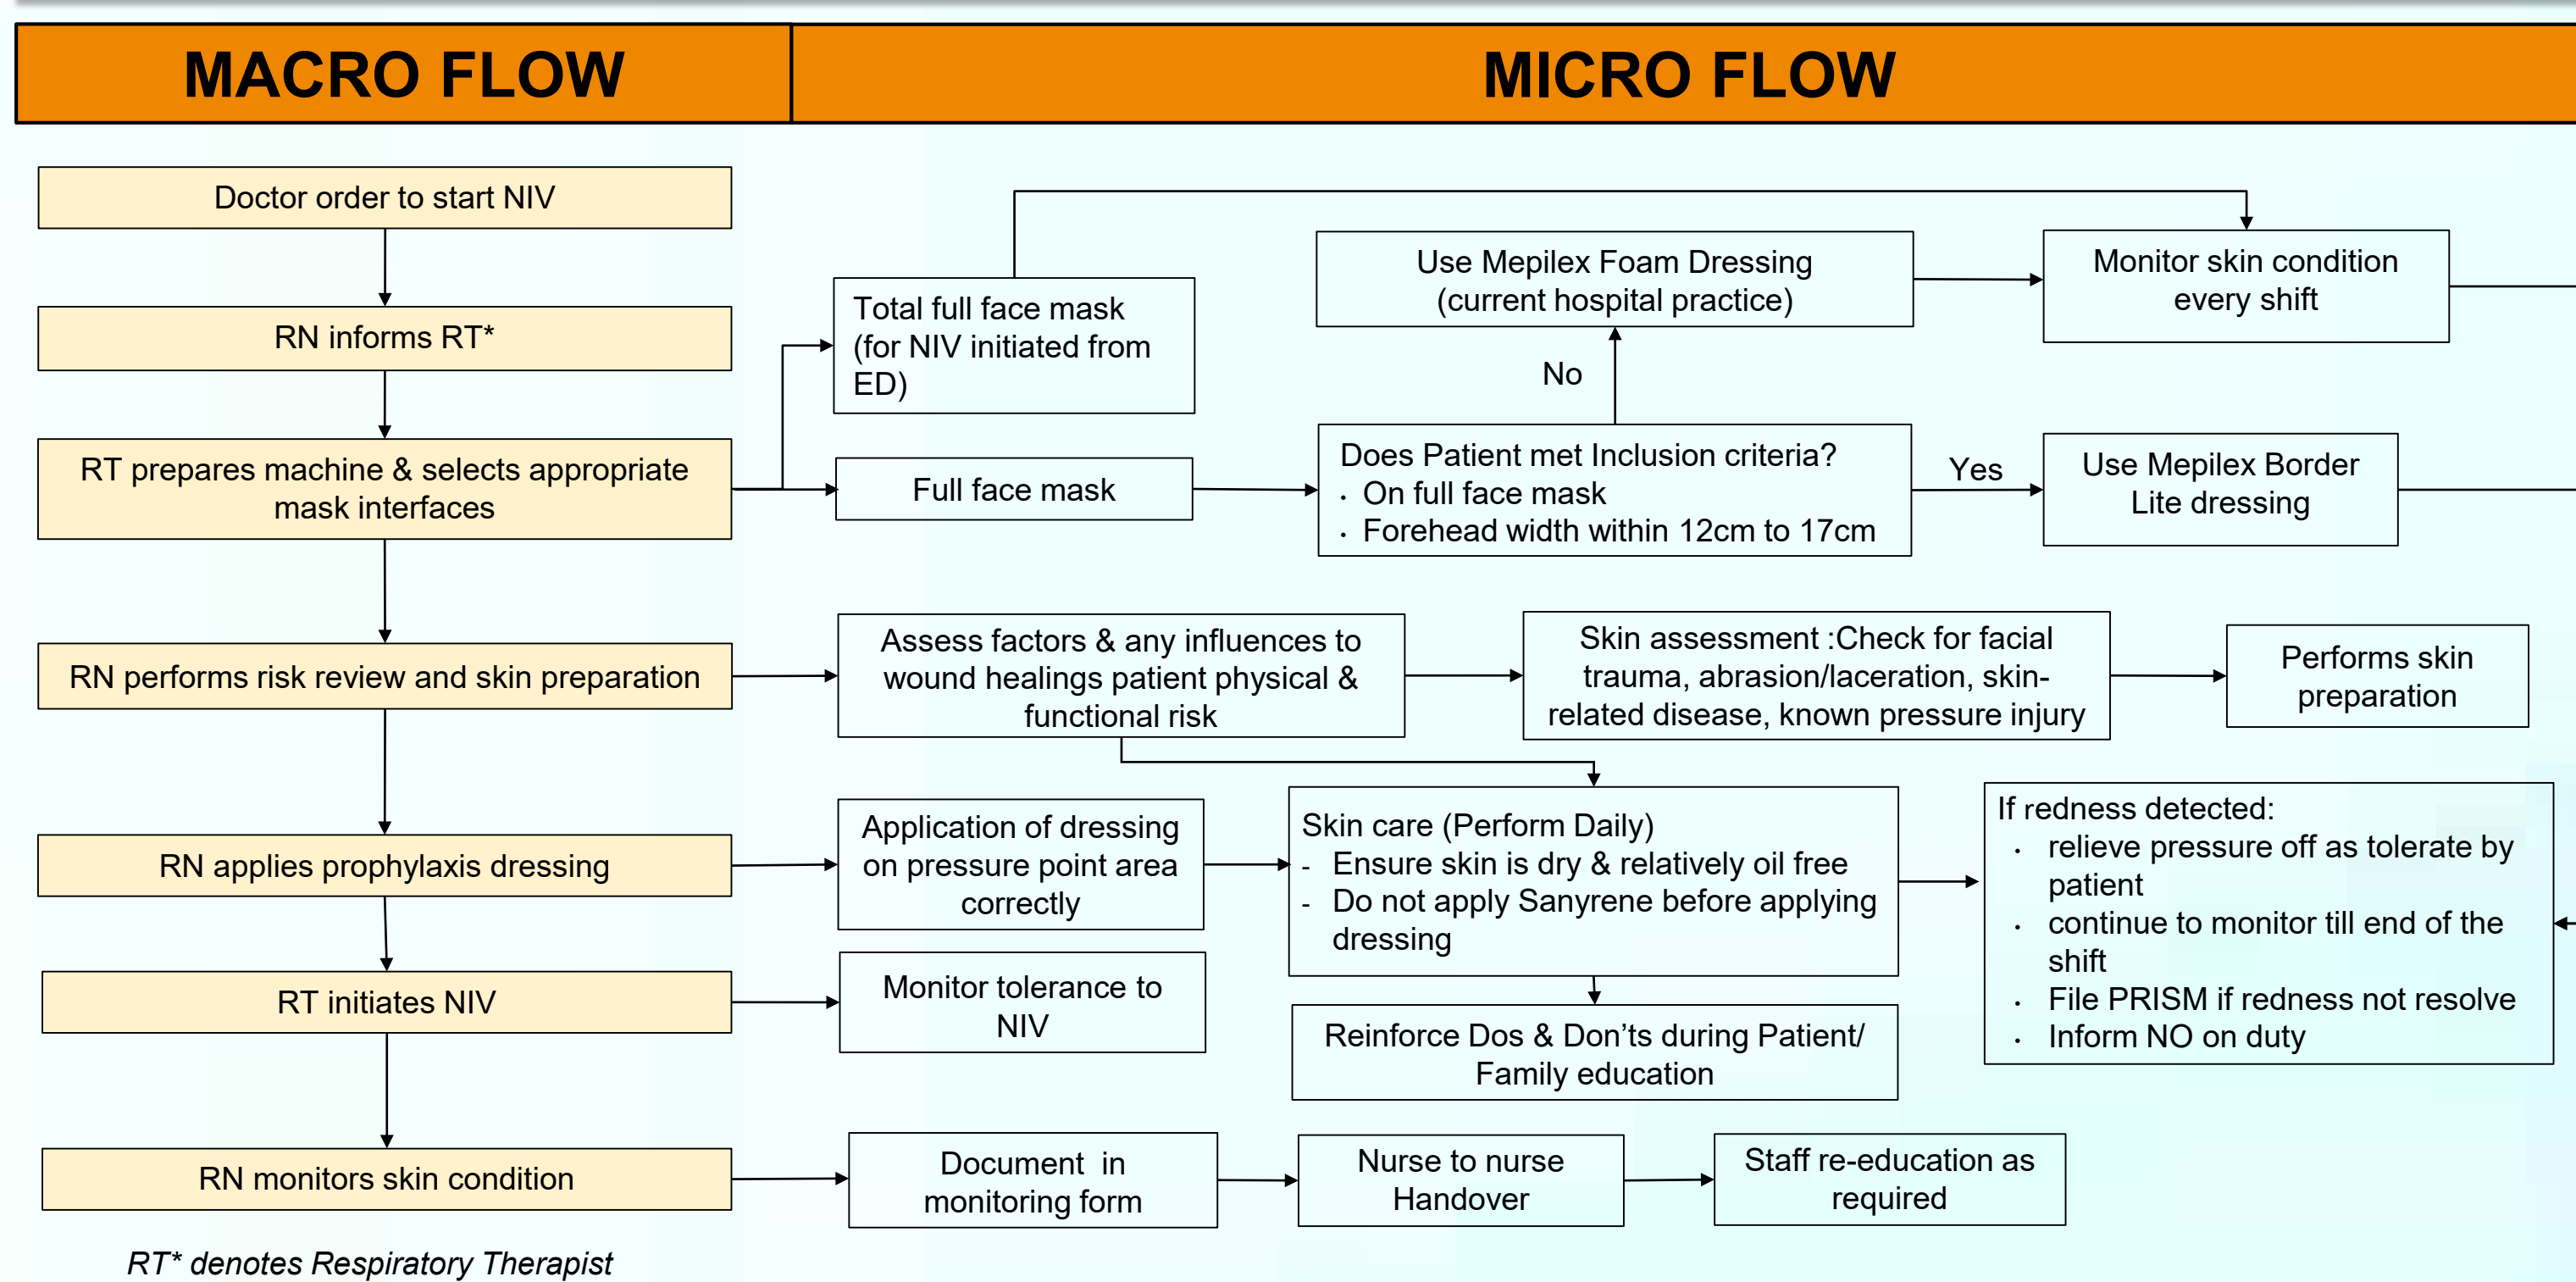 MACRO FLOW
MICRO FLOW
Doctor order to start NIV
RN informs RT*
RT prepares machine & selects appropriate
mask interfaces
RN performs risk review and skin preparation
RN applies prophylaxis dressing
RT initiates NIV
RN monitors skin condition
RT* denotes Respiratory Therapist
Total full face mask
(for NIV initiated from
ED)
Use Mepilex Foam Dressing
(current hospital practice)
Monitor skin condition
every shift
No
Full face mask
Does Patient met Inclusion criteria?
· On full face mask
· Forehead width within 12cm to 17cm
Yes
Use Mepilex Border
Lite dressing
Assess factors & any influences to
wound healings patient physical &
functional risk
Skin assessment :Check for facial
trauma, abrasion/laceration, skin-
related disease, known pressure injury
Performs skin
preparation
Application of dressing
on pressure point area
correctly
Skin care (Perform Daily)
- Ensure skin is dry & relatively oil free
- Do not apply Sanyrene before applying
dressing
If redness detected:
· relieve pressure off as tolerate by
patient
· continue to monitor till end of the
shift
· File PRISM if redness not resolve
· Inform NO on duty
Monitor tolerance to
NIV
Reinforce Dos & Don’ts during Patient/
Family education
Document in
monitoring form
Nurse to nurse
Handover
Staff re-education as
required